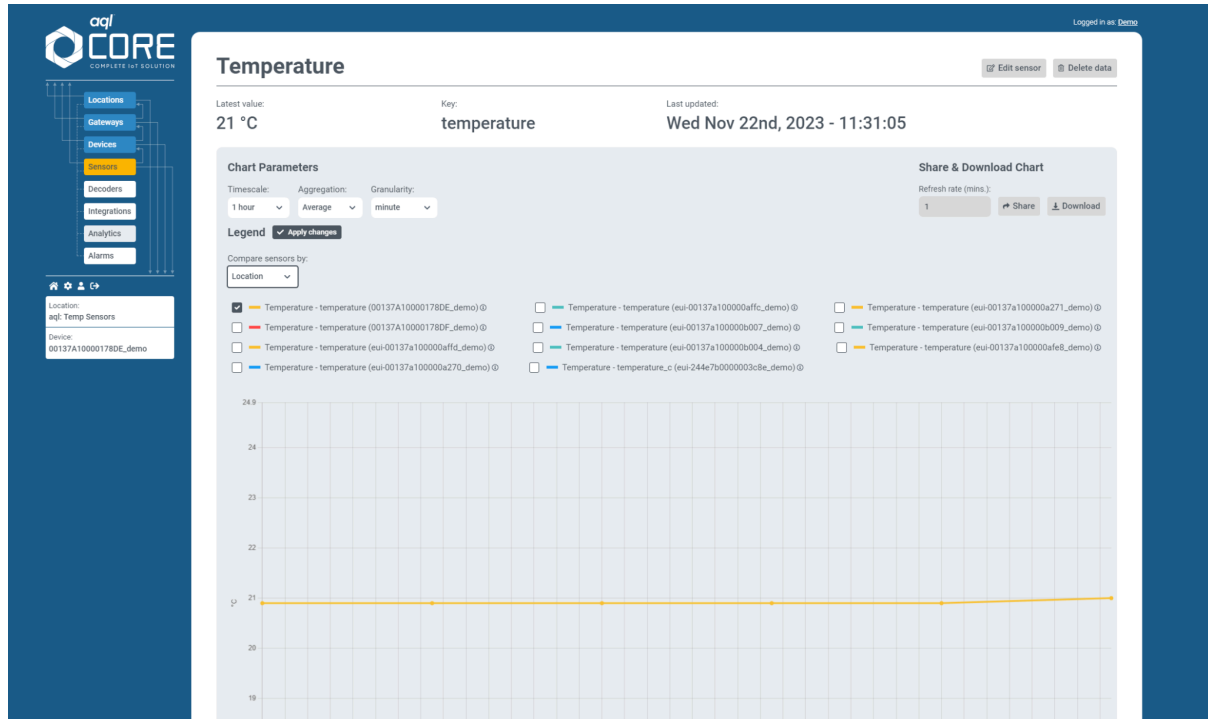 aql
CORE
COMPLETE IoT SOLUTION
Logged in as: Demo
Locations
Gateways
Devices
Sensors
Decoders
Integrations
Analytics
Alarms
Location:
aql: Temp Sensors
Device:
00137A10000178DE_demo
Temperature
Edit sensor Delete data
Latest value: Key: Last updated:
21 °C temperature Wed Nov 22nd, 2023 - 11:31:05
Chart Parameters Share & Download Chart
Timescale: Aggregation: Granularity: Refresh rate (mins.):
1 hour Average minute 1 Share Download
Legend Apply changes
Compare sensors by:
Location
Temperature - temperature (00137A10000178DE_demo) Temperature - temperature (eui-00137a100000affc_demo) Temperature - temperature (eui-00137a100000a271_demo)
Temperature - temperature (00137A10000178DF_demo) Temperature - temperature (eui-00137a100000b007_demo) Temperature - temperature (eui-00137a100000b009_demo)
Temperature - temperature (eui-00137a100000affd_demo) Temperature - temperature (eui-00137a100000b004_demo) Temperature - temperature (eui-00137a100000afe8_demo)
Temperature - temperature (eui-00137a100000a270_demo) Temperature - temperature_c (eui-244e7b0000003c8e_demo)
24.9
24
23
22
21
°C
20
19